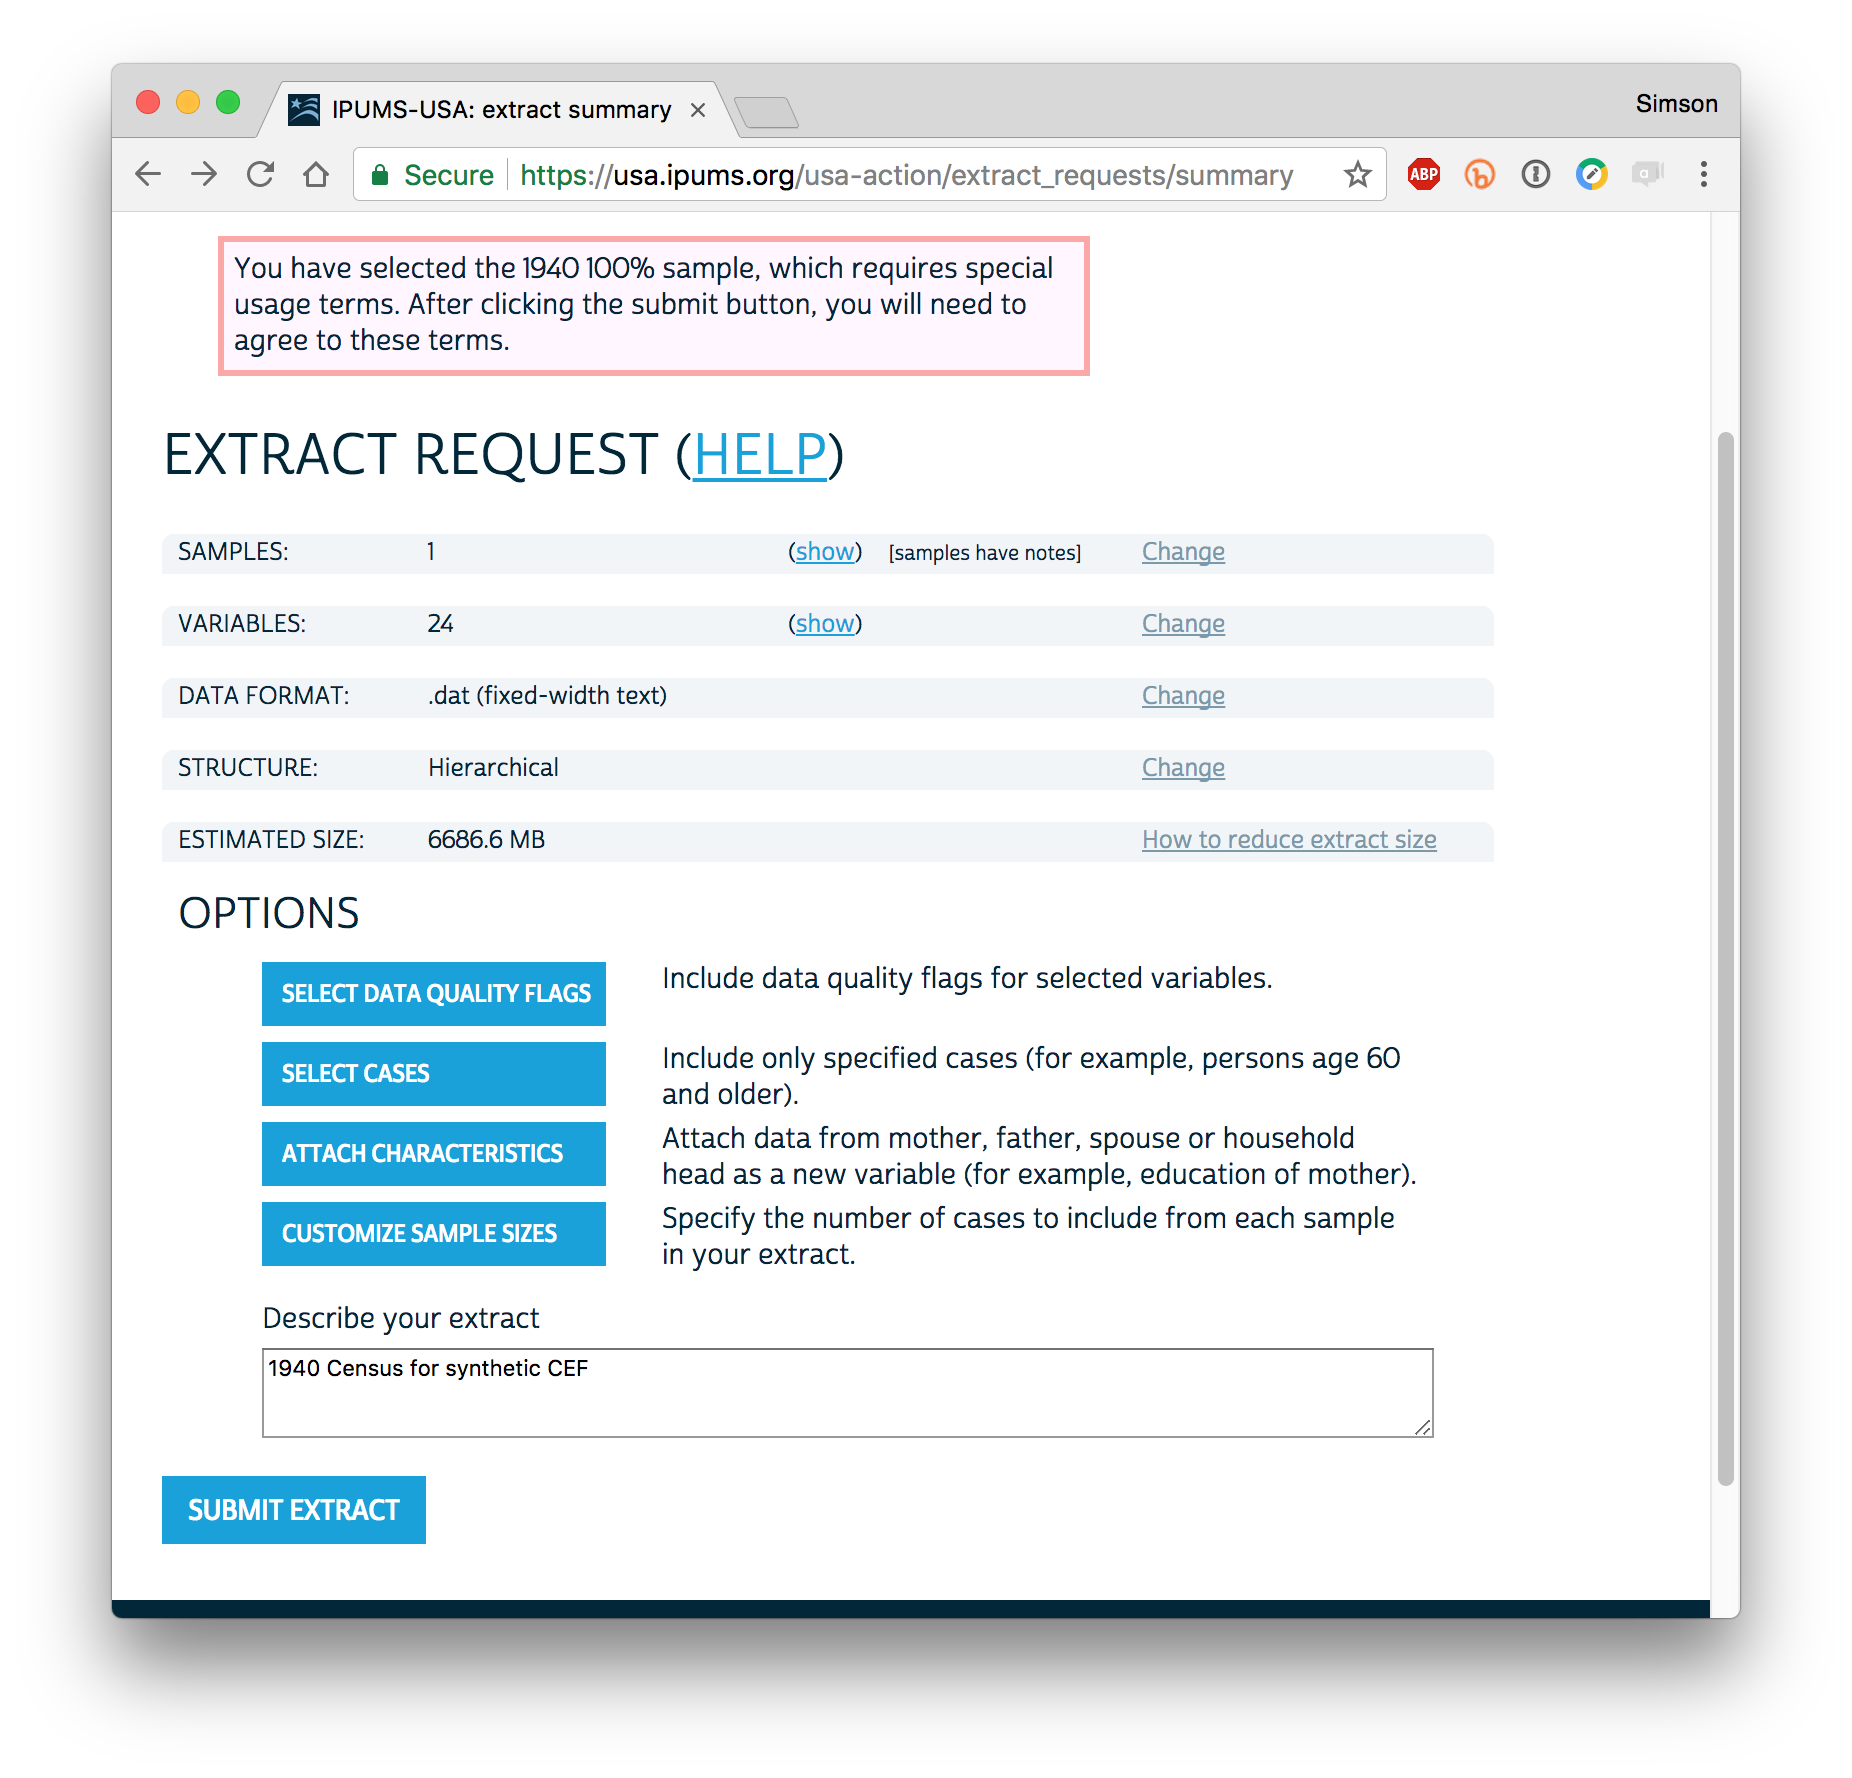 IPUMS-USA: extract summary
Simson
Secure https://usa.ipums.org/usa-action/extract_requests/summary
ABP
You have selected the 1940 100% sample, which requires special
usage terms. After clicking the submit button, you will need to
agree to these terms.
EXTRACT REQUEST (HELP)
SAMPLES: 1 (show) [samples have notes] Change
VARIABLES: 24 (show) Change
DATA FORMAT: .dat (fixed-width text) Change
STRUCTURE: Hierarchical Change
ESTIMATED SIZE: 6686.6 MB How to reduce extract size
OPTIONS
SELECT DATA QUALITY FLAGS Include data quality flags for selected variables.
SELECT CASES Include only specified cases (for example, persons age 60
and older).
ATTACH CHARACTERISTICS Attach data from mother, father, spouse or household
head as a new variable (for example, education of mother).
CUSTOMIZE SAMPLE SIZES Specify the number of cases to include from each sample
in your extract.
Describe your extract
1940 Census for synthetic CEF
SUBMIT EXTRACT